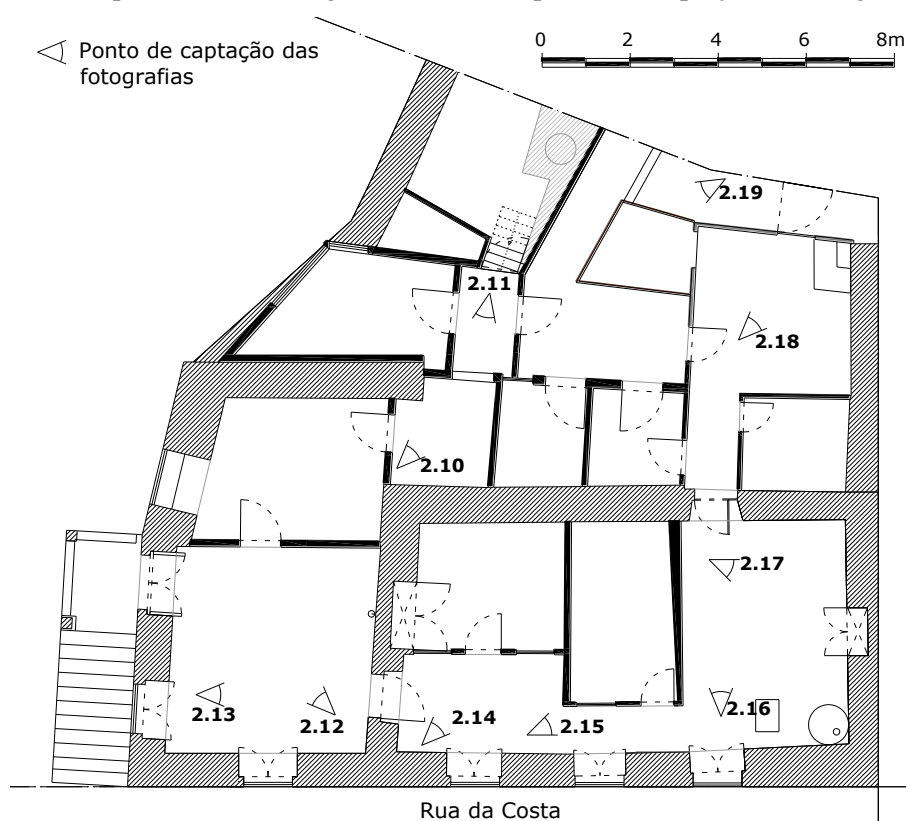 Ponto de captação das
fotografias
0 2 4 6 8m
2.19
2.11
2.18
2.10
2.17
2.13
2.12
2.14
2.15
2.16
Rua da Costa